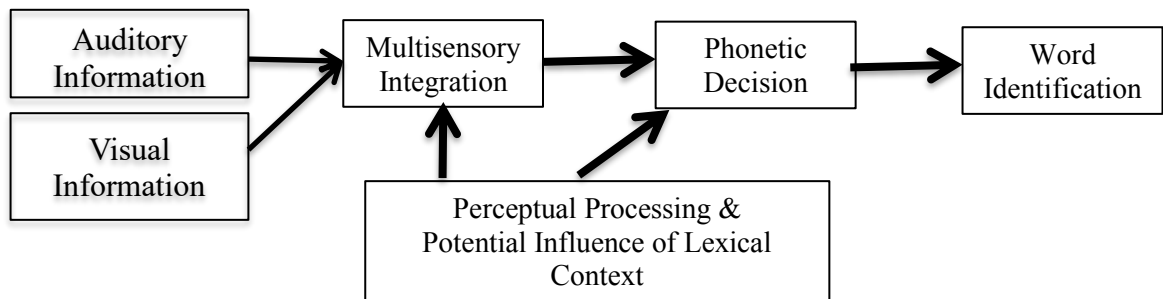 Auditory
Information
Visual
Information
Multisensory
Integration
Phonetic
Decision
Word
Identification
Perceptual Processing &
Potential Influence of Lexical
Context